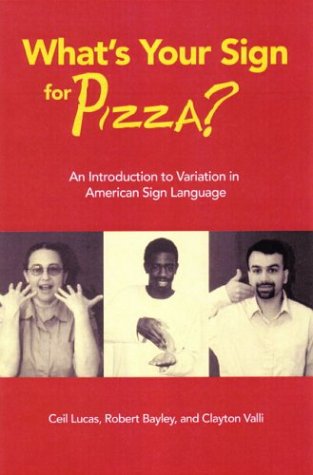 What's Your Sign
for Pizza?
An Introduction to Variation in
American Sign Language
Ceil Lucas, Robert Bayley, and Clayton Valli